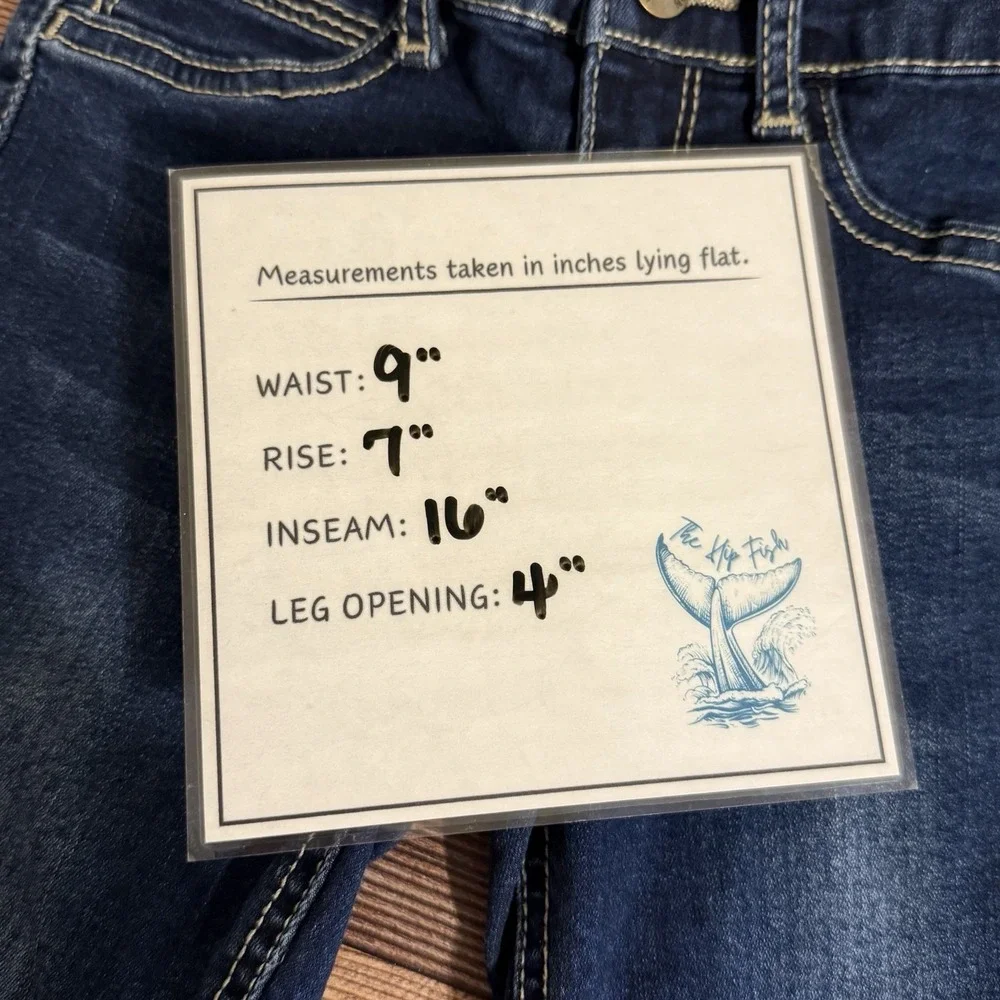 Measurements taken in inches lying flat.
WAIST: 9"
RISE: 7"
INSEAM: 16"
LEG OPENING: 4"
The Hip Fish